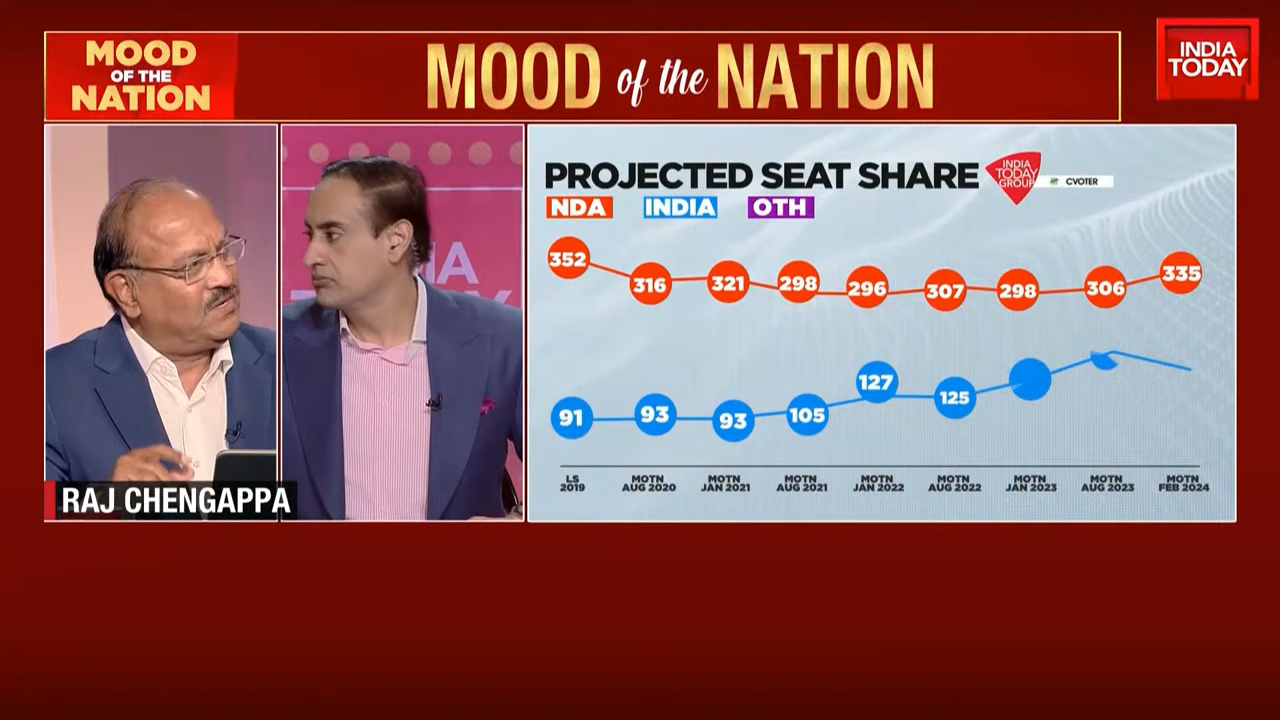 MOOD
OF THE
NATION
MOOD of the NATION
INDIA
TODAY
PROJECTED SEAT SHARE
INDIA
TODAY
GROUP
CVOTER
NDA INDIA OTH
352 316 321 298 296 307 298 306 335
91 93 93 105 127 125
LS
2019
MOTN
AUG 2020
MOTN
JAN 2021
MOTN
AUG 2021
MOTN
JAN 2022
MOTN
AUG 2022
MOTN
JAN 2023
MOTN
AUG 2023
MOTN
FEB 2024
RAJ CHENGAPPA